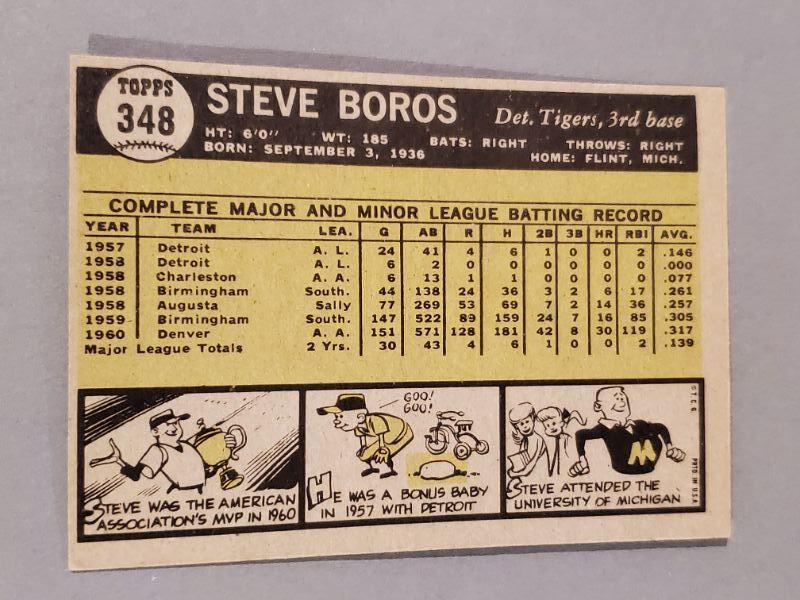 TOPPS
348
STEVE BOROS Det. Tigers, 3rd base
HT: 6'0" WT: 185 BATS: RIGHT THROWS: RIGHT
BORN: SEPTEMBER 3, 1936 HOME: FLINT, MICH.
COMPLETE MAJOR AND MINOR LEAGUE BATTING RECORD
YEAR TEAM LEA. G AB R H 2B 3B HR RBI AVG.
1957 Detroit A. L. 24 41 4 6 1 0 0 2 .146
1958 Detroit A. L. 6 2 0 0 0 0 0 0 .000
1958 Charleston A. A. 6 13 1 1 0 0 0 0 .077
1958 Birmingham South. 44 138 24 36 3 2 6 17 .261
1958 Augusta Sally 77 269 53 69 7 2 14 36 .257
1959 Birmingham South. 147 522 89 159 24 7 16 85 .305
1960 Denver A. A. 151 571 128 181 42 8 30 119 .317
Major League Totals 2 Yrs. 30 43 4 6 1 0 0 2 .139
STEVE WAS THE AMERICAN
ASSOCIATION'S MVP IN 1960
GOO!
GOO!
HE WAS A BONUS BABY
IN 1957 WITH DETROIT
M
STEVE ATTENDED THE
UNIVERSITY OF MICHIGAN
© T.C.G. PRTD. IN U.S.A.